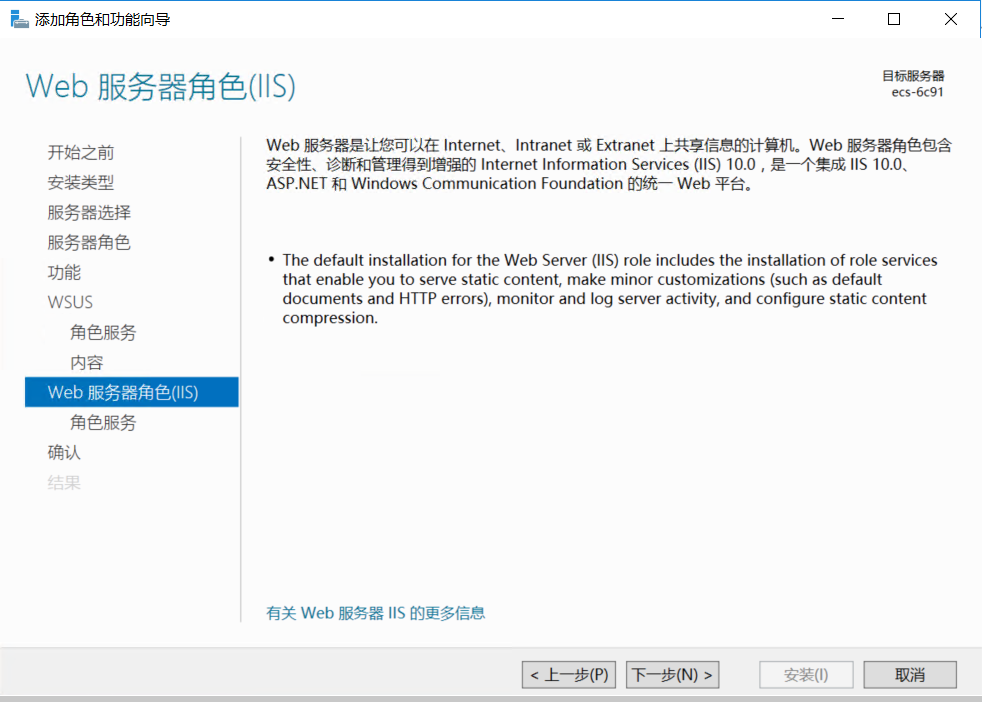 添加角色和功能向导
Web 服务器角色(IIS)
目标服务器
ecs-6c91
开始之前
安装类型
服务器选择
服务器角色
功能
WSUS
角色服务
内容
Web 服务器角色(IIS)
角色服务
确认
结果
Web 服务器是让您可以在 Internet、Intranet 或 Extranet 上共享信息的计算机。Web 服务器角色包含
安全性、诊断和管理得到增强的 Internet Information Services (IIS) 10.0，是一个集成 IIS 10.0、
ASP.NET 和 Windows Communication Foundation 的统一 Web 平台。
• The default installation for the Web Server (IIS) role includes the installation of role services
that enable you to serve static content, make minor customizations (such as default
documents and HTTP errors), monitor and log server activity, and configure static content
compression.
有关 Web 服务器 IIS 的更多信息
< 上一步(P)
下一步(N) >
安装(I)
取消